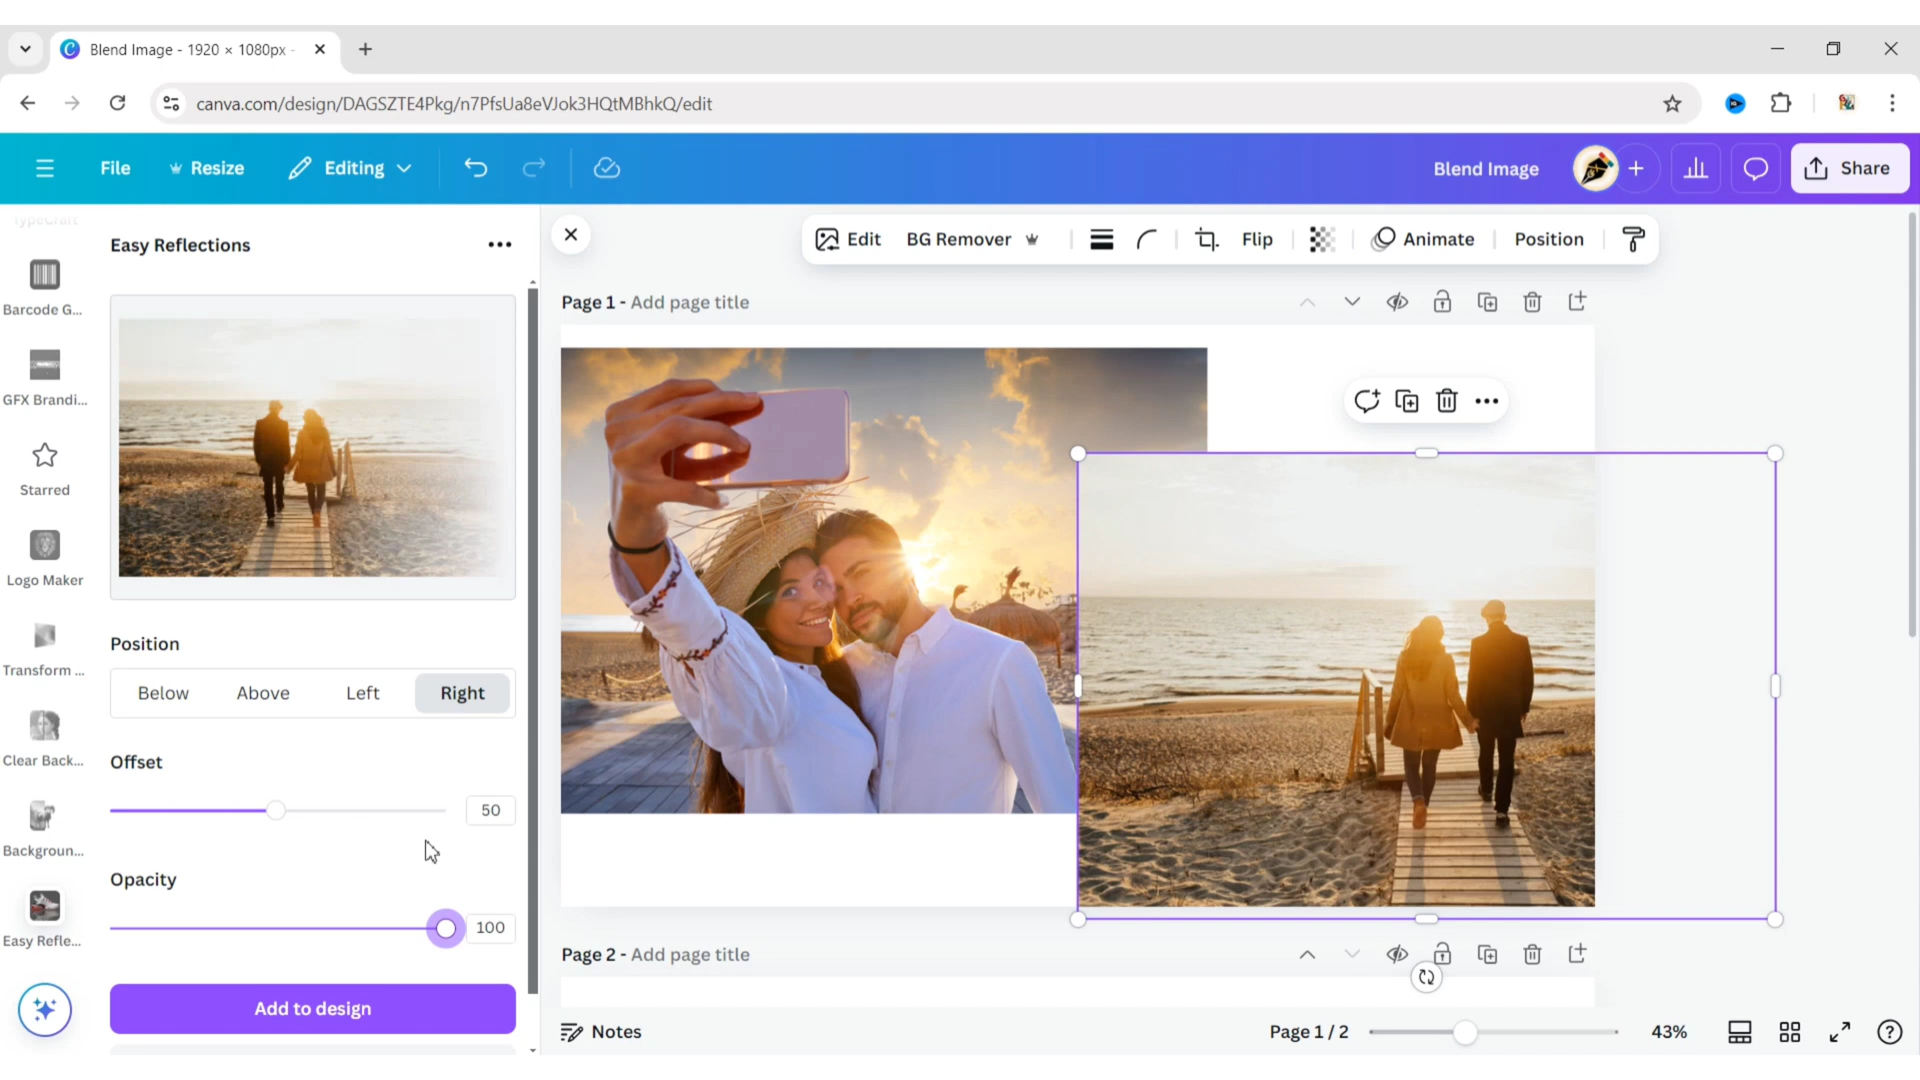 Blend Image - 1920 × 1080px -
canva.com/design/DAGSZTE4Pkg/n7PfsUa8eVJok3HQtMBhkQ/edit
File
Resize
Editing
Blend Image
Share
TypeCraft
Barcode G...
GFX Brandi...
Starred
Logo Maker
Transform ...
Clear Back...
Backgroun...
Easy Refle...
Easy Reflections
Position
Below Above Left Right
Offset
50
Opacity
100
Add to design
Edit BG Remover Flip Animate Position
Page 1 - Add page title
Page 2 - Add page title
Notes
Page 1 / 2
43%